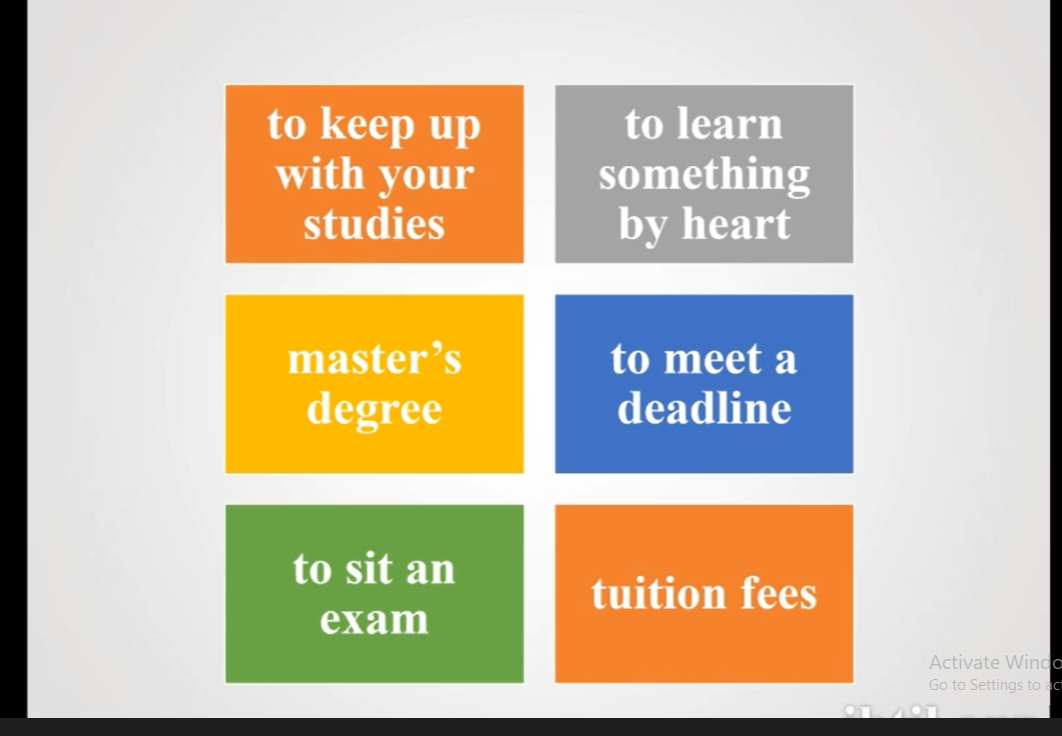 to keep up
with your
studies
to learn
something
by heart
master’s
degree
to meet a
deadline
to sit an
exam
tuition fees
Activate Windo
Go to Settings to ac